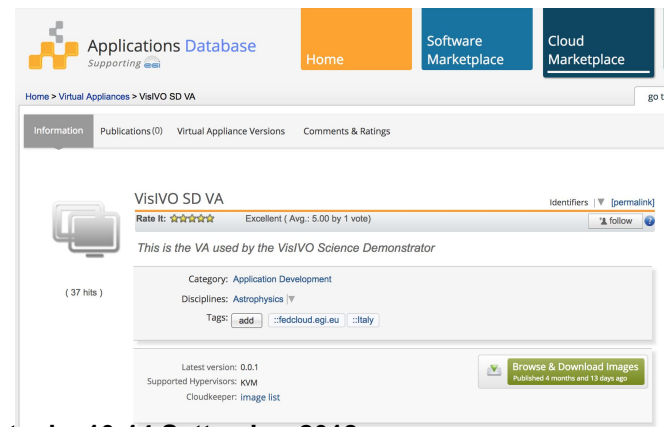 Applications Database
Supporting egi
Home
Software Marketplace
Cloud Marketplace
Home > Virtual Appliances > VisIVO SD VA
go t
Information Publications (0) Virtual Appliance Versions Comments & Ratings
VisIVO SD VA
Identifiers [permalink]
Rate It: Excellent ( Avg.: 5.00 by 1 vote)
follow ?
This is the VA used by the VisIVO Science Demonstrator
( 37 hits )
Category: Application Development
Disciplines: Astrophysics
Tags: add ::fedcloud.egi.eu ::Italy
Latest version: 0.0.1
Supported Hypervisors: KVM
Cloudkeeper: image list
Browse & Download Images
Published 4 months and 13 days ago